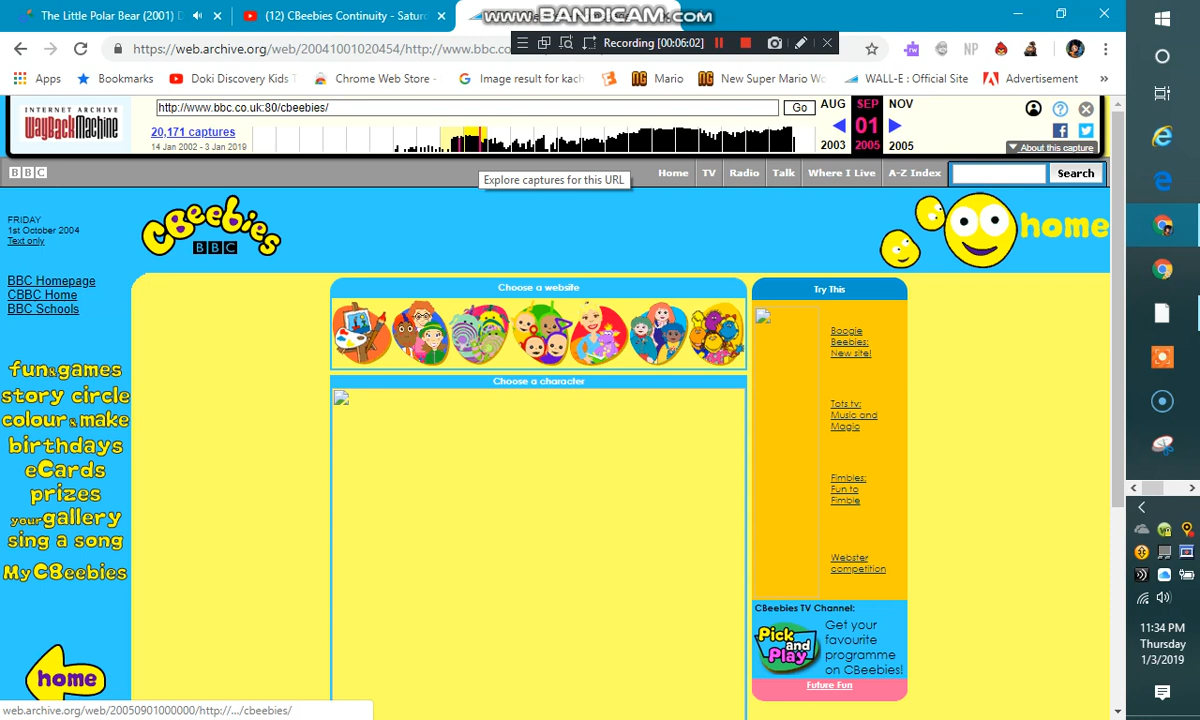 The Little Polar Bear (2001) D
(12) CBeebies Continuity - Satur
www.BANDICAM.com
https://web.archive.org/web/20041001020454/http://www.bbc.co
Recording [00:06:02]
NP
Apps
Bookmarks
Doki Discovery Kids T
Chrome Web Store -
Image result for kach
Mario
New Super Mario Wo
WALL-E : Official Site
Advertisement
»
INTERNET ARCHIVE
WayBackMachine
http://www.bbc.co.uk:80/cbeebies/
Go
20,171 captures
14 Jan 2002 - 3 Jan 2019
AUG SEP NOV
01
2003 2005 2005
About this capture
Explore captures for this URL
BBC
Home
TV
Radio
Talk
Where I Live
A-Z Index
Search
FRIDAY
1st October 2004
Text only
CBeebies
BBC
home
BBC Homepage
CBBC Home
BBC Schools
fun & games
story circle
colour & make
birthdays
eCards
prizes
your gallery
sing a song
My CBeebies
home
Choose a website
Choose a character
Try This
Boogie
Beebies:
New site!
Tots tv:
Music and
Magic
Fimbles:
Fun to
Fimble
Webster
competition
CBeebies TV Channel:
Pick and Play
Get your
favourite
programme
on CBeebies!
Future Fun
web.archive.org/web/20050901000000/http://.../cbeebies/
11:34 PM
Thursday
1/3/2019